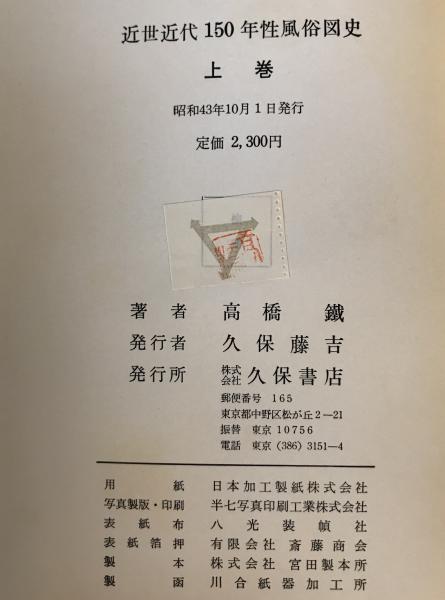 近世近代150年性風俗図史
上巻
昭和43年10月1日発行
定価 2,300円
著者 高橋鐵
発行者 久保藤吉
発行所 株式会社 久保書店
郵便番号 165
東京都中野区松が丘2-21
振替 東京 10756
電話 東京 (386) 3151-4
用紙 日本加工製紙株式会社
写真製版・印刷 半七写真印刷工業株式会社
表紙布 八光装幀社
表紙箔押 有限会社 斎藤商会
製本 株式会社 宮田製本所
製函 川合紙器加工所